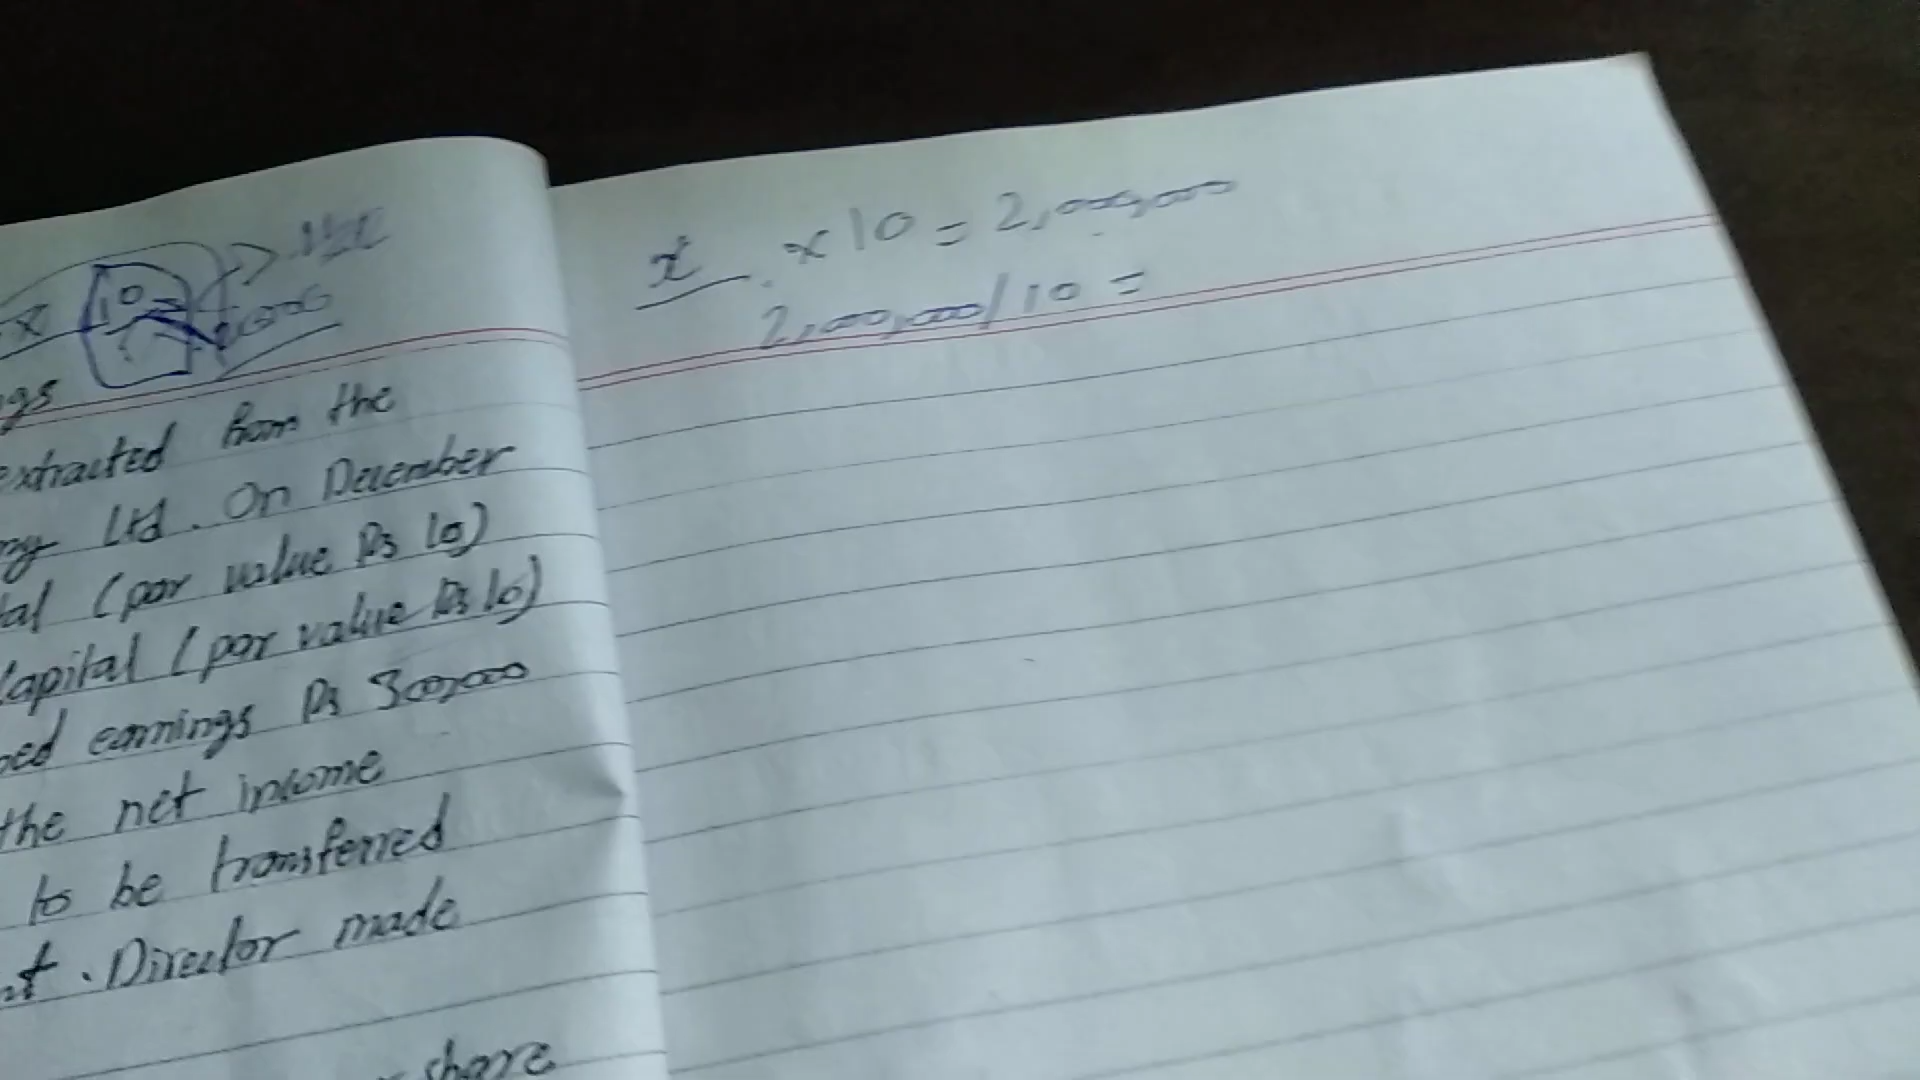 x
10
gs
extracted from the
Ltd. On December
tal (par value Rs 10)
Capital (par value Rs 10)
ed earnings Rs 300,000
the net income
to be transferred
Director made
share
x × 10 = 2,000,000
2,000,000/10 =